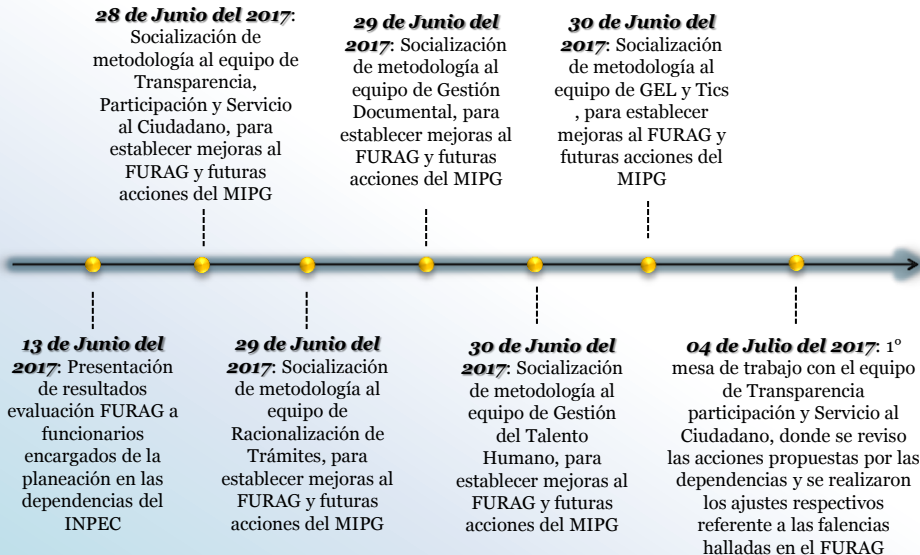 28 de Junio del 2017:
Socialización de
metodología al equipo de
Transparencia,
Participación y Servicio
al Ciudadano, para
establecer mejoras al
FURAG y futuras
acciones del MIPG
29 de Junio del
2017: Socialización
de metodología al
equipo de Gestión
Documental, para
establecer mejoras al
FURAG y futuras
acciones del MIPG
30 de Junio del
2017: Socialización
de metodología al
equipo de GEL y Tics
, para establecer
mejoras al FURAG y
futuras acciones del
MIPG
13 de Junio del
2017: Presentación
de resultados
evaluación FURAG a
funcionarios
encargados de la
planeación en las
dependencias del
INPEC
29 de Junio del
2017: Socialización
de metodología al
equipo de
Racionalización de
Trámites, para
establecer mejoras al
FURAG y futuras
acciones del MIPG
30 de Junio del
2017: Socialización
de metodología al
equipo de Gestión
del Talento
Humano, para
establecer mejoras al
FURAG y futuras
acciones del MIPG
04 de Julio del 2017: 1°
mesa de trabajo con el equipo
de Transparencia
participación y Servicio al
Ciudadano, donde se reviso
las acciones propuestas por las
dependencias y se realizaron
los ajustes respectivos
referente a las falencias
halladas en el FURAG